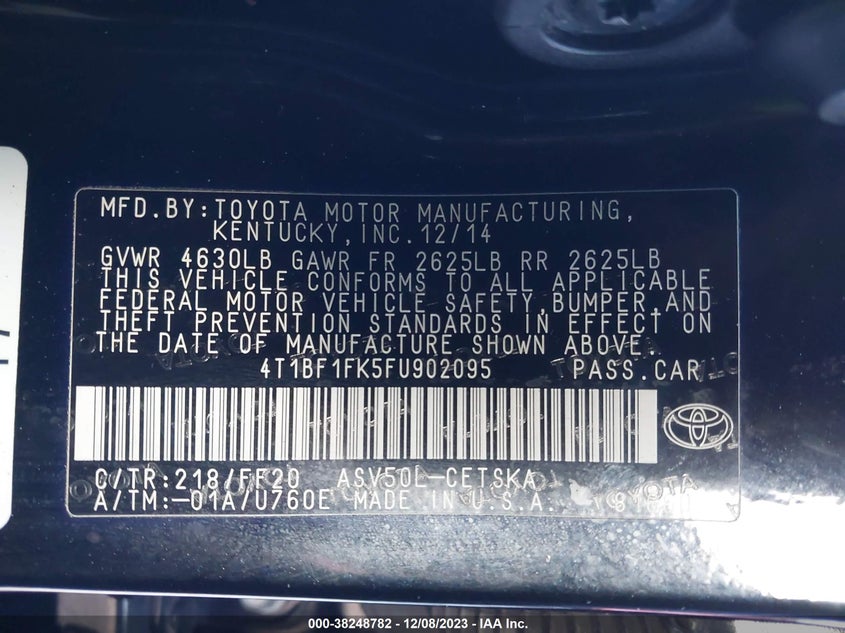 MFD.BY:TOYOTA MOTOR MANUFACTURING,
KENTUCKY,INC.12/14
GVWR 4630LB GAWR FR 2625LB RR 2625LB
THIS VEHICLE CONFORMS TO ALL APPLICABLE
FEDERAL MOTOR VEHICLE SAFETY,BUMPER,AND
THEFT PREVENTION STANDARDS IN EFFECT ON
THE DATE OF MANUFACTURE SHOWN ABOVE.
4T1BF1FK5FU902095 PASS.CAR
C/TR:218/FF20 ASV50L-CETSKA
A/TM:-01A/U760E MADE IN U.S.A.
TOYOTA
000-38248782 - 12/08/2023 - © IAA Inc.